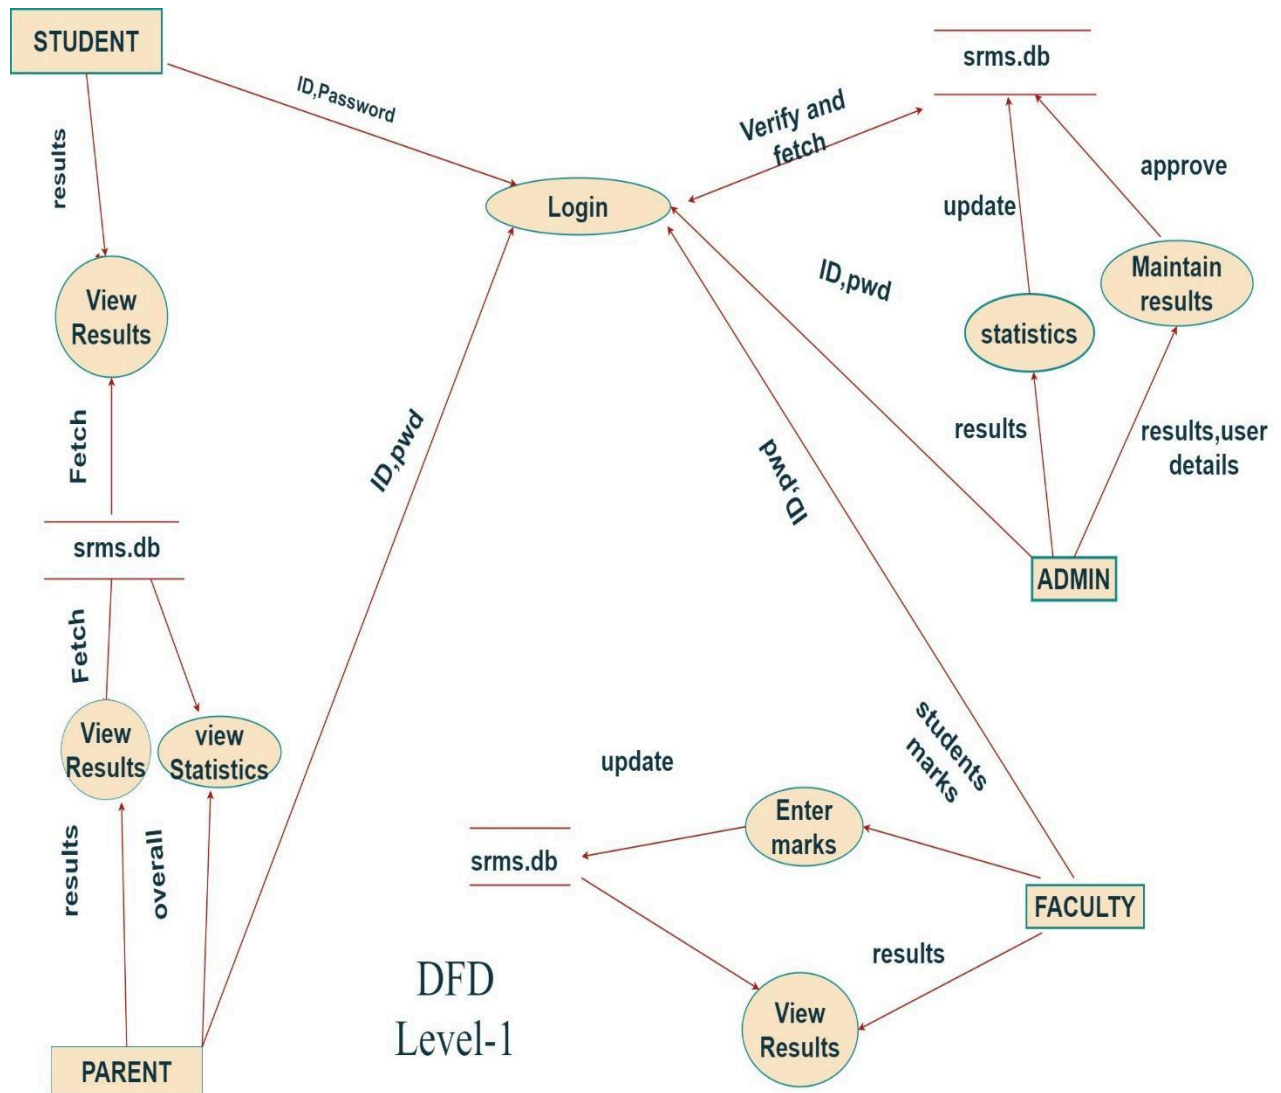 STUDENT
ID,Password
results
View
Results
Fetch
srms.db
Fetch
View
Results
view
Statistics
results
overall
PARENT
ID,pwd
Login
Verify and
fetch
srms.db
update
approve
statistics
Maintain
results
results
results,user
details
ADMIN
ID,pwd
ID,pwd
students
marks
update
Enter
marks
srms.db
FACULTY
results
View
Results
DFD
Level-1